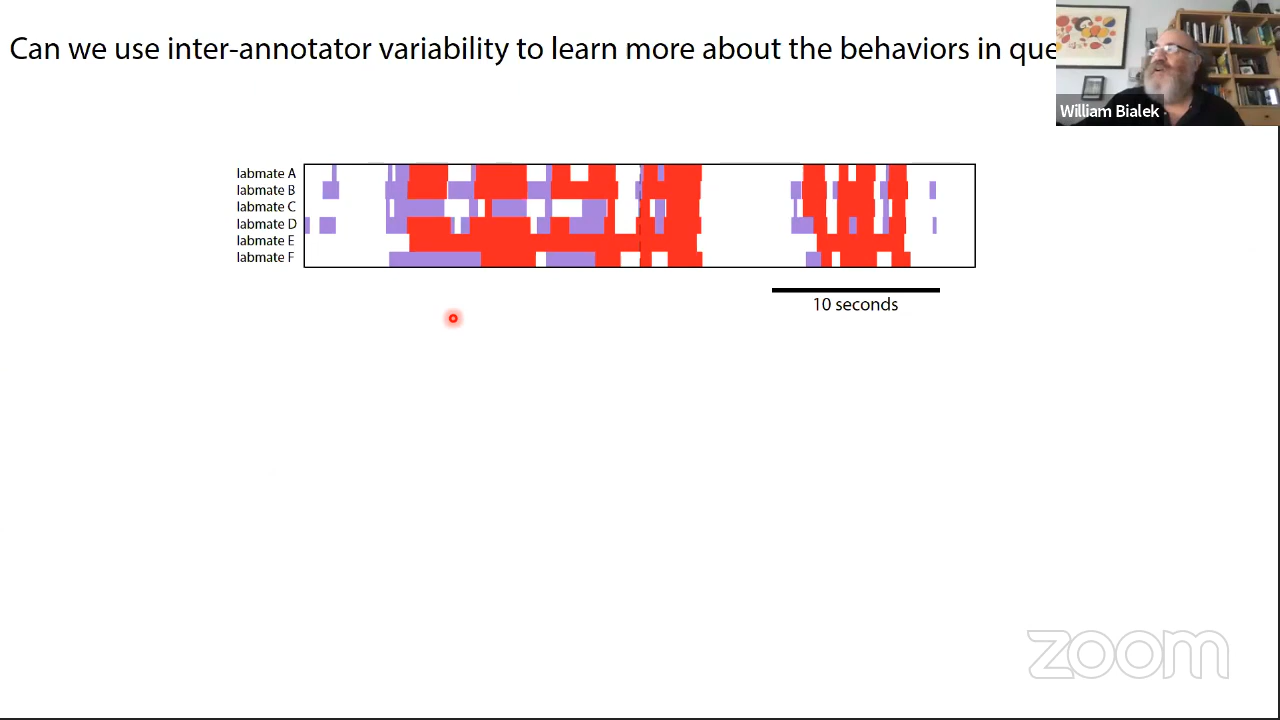 Can we use inter-annotator variability to learn more about the behaviors in que
William Bialek
labmate A
labmate B
labmate C
labmate D
labmate E
labmate F
10 seconds
zoom